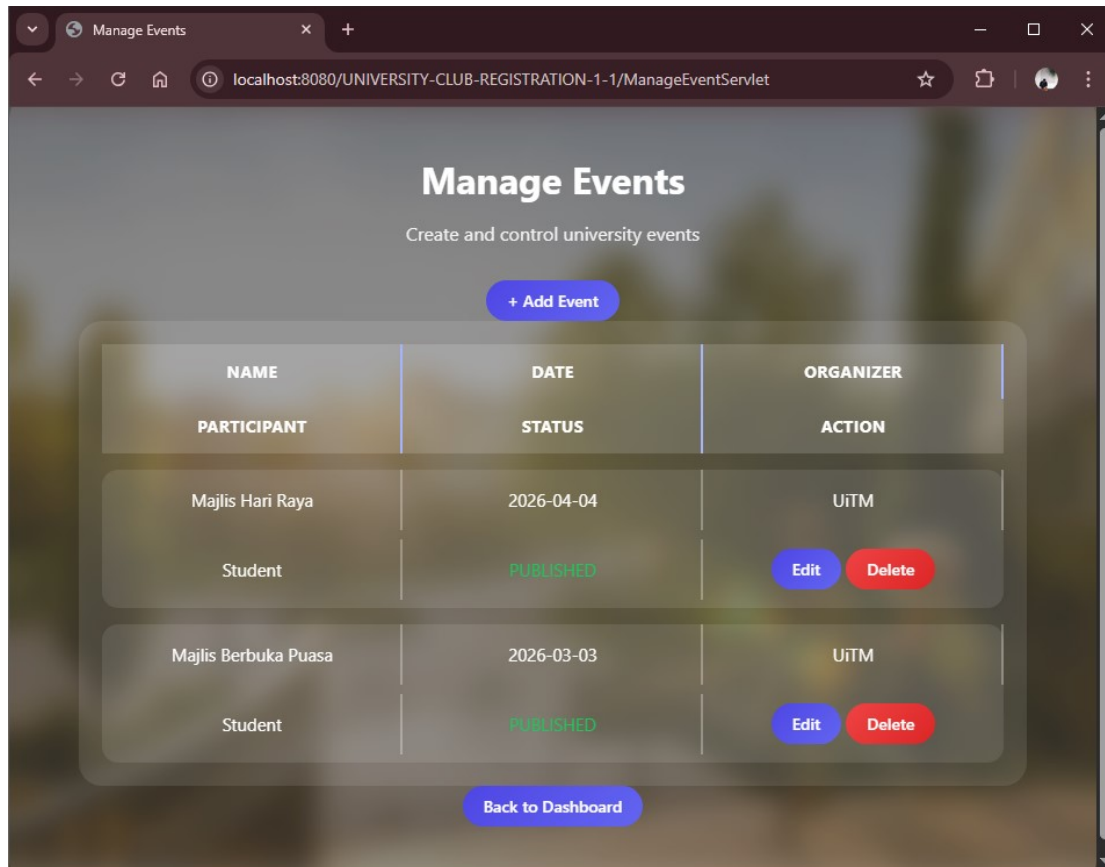 Manage Events
localhost:8080/UNIVERSITY-CLUB-REGISTRATION-1-1/ManageEventServlet
Manage Events
Create and control university events
+ Add Event
NAME DATE ORGANIZER
PARTICIPANT STATUS ACTION
Majlis Hari Raya 2026-04-04 UiTM
Student PUBLISHED Edit Delete
Majlis Berbuka Puasa 2026-03-03 UiTM
Student PUBLISHED Edit Delete
Back to Dashboard